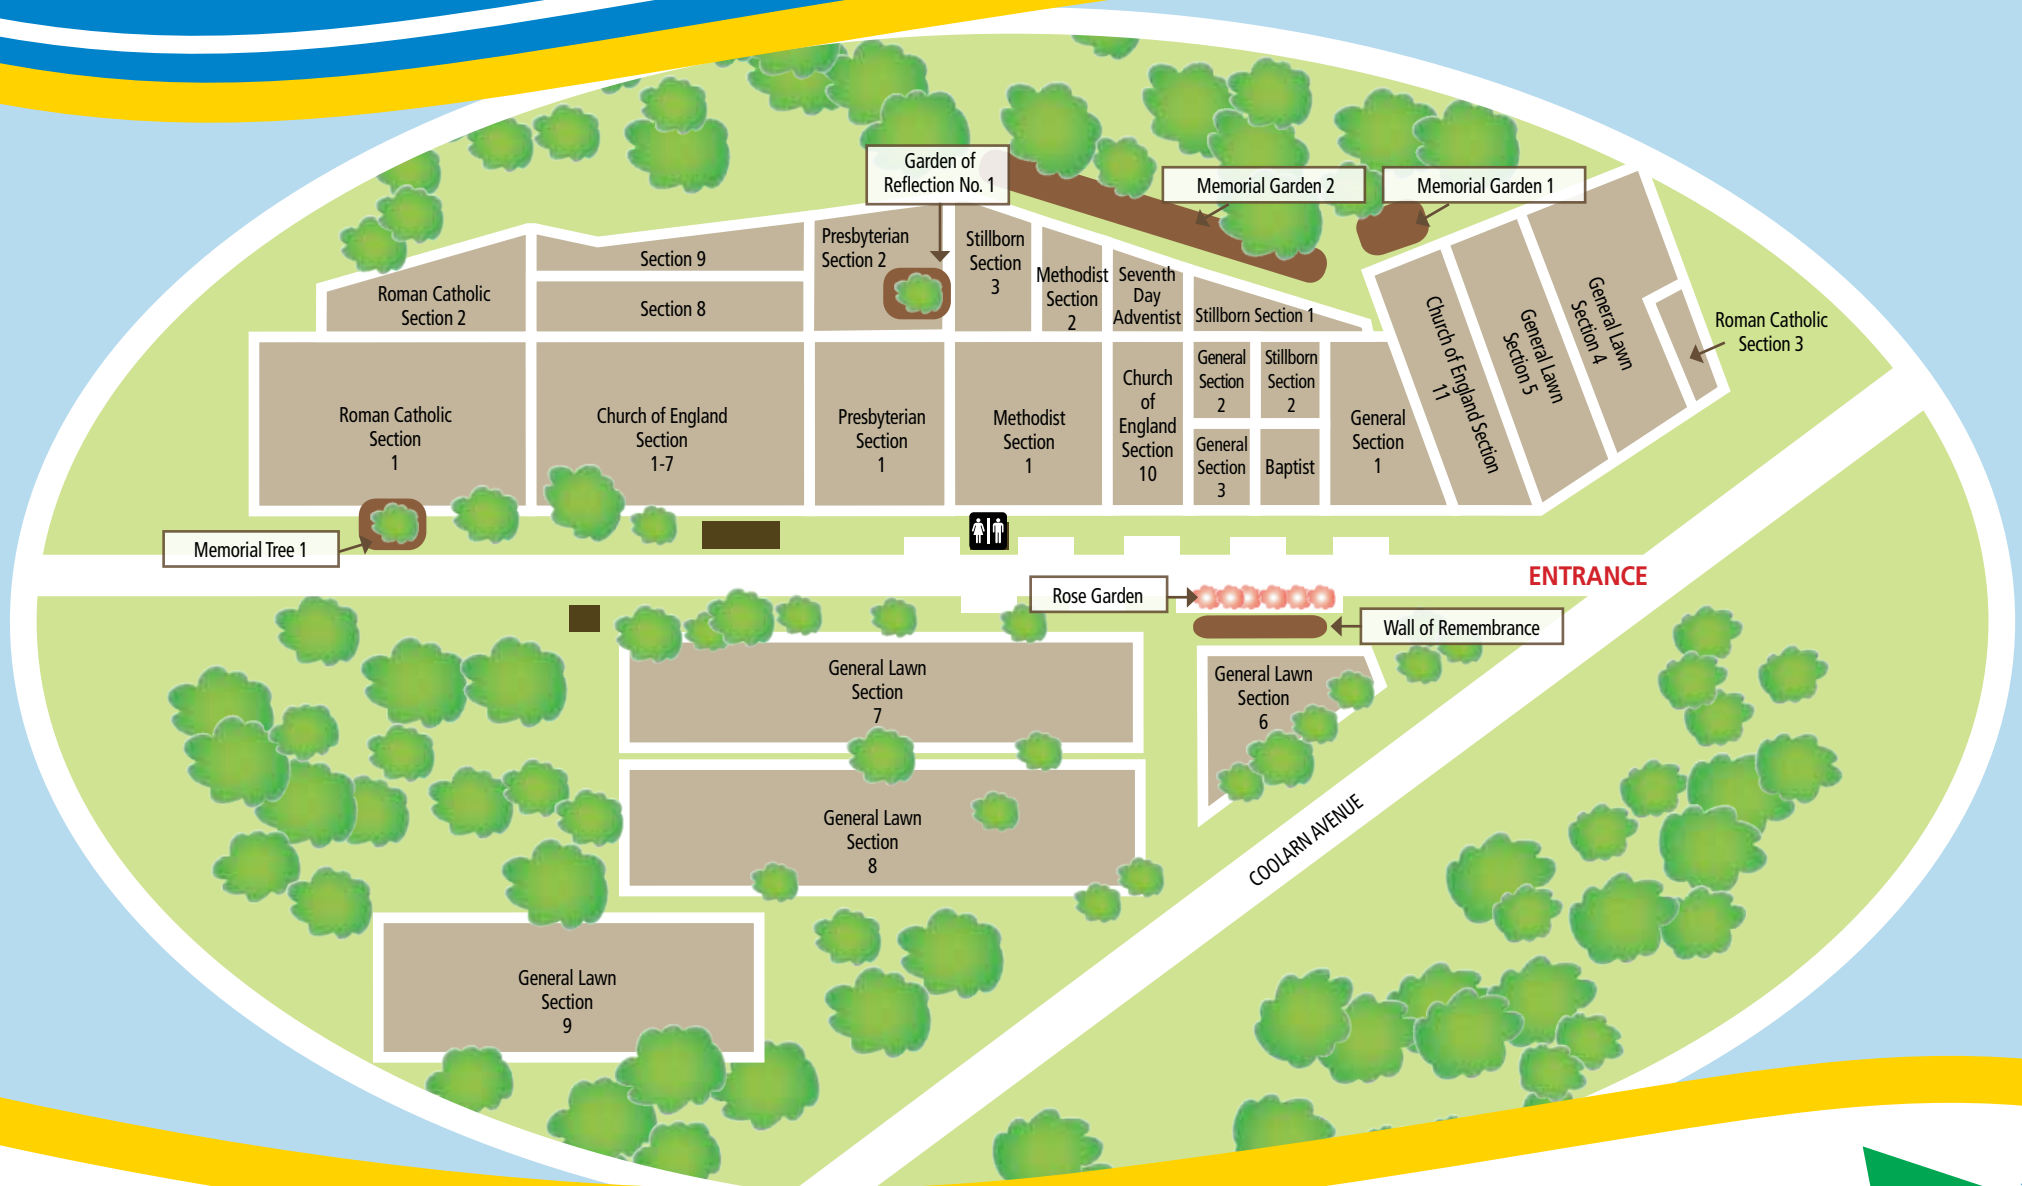 Garden of
Reflection No. 1
Memorial Garden 2
Memorial Garden 1
Section 9
Presbyterian
Section 2
Stillborn
Section
3
Methodist
Section
2
Seventh
Day
Adventist
Stillborn Section 1
Roman Catholic
Section 2
Section 8
Church of England Section
11
General Lawn
Section 5
General Lawn
Section 4
Roman Catholic
Section 3
Roman Catholic
Section
1
Church of England
Section
1-7
Presbyterian
Section
1
Methodist
Section
1
Church
of
England
Section
10
General
Section
2
Stillborn
Section
2
General
Section
3
Baptist
General
Section
1
Memorial Tree 1
ENTRANCE
Rose Garden
Wall of Remembrance
General Lawn
Section
7
General Lawn
Section
6
General Lawn
Section
8
COOLARN AVENUE
General Lawn
Section
9